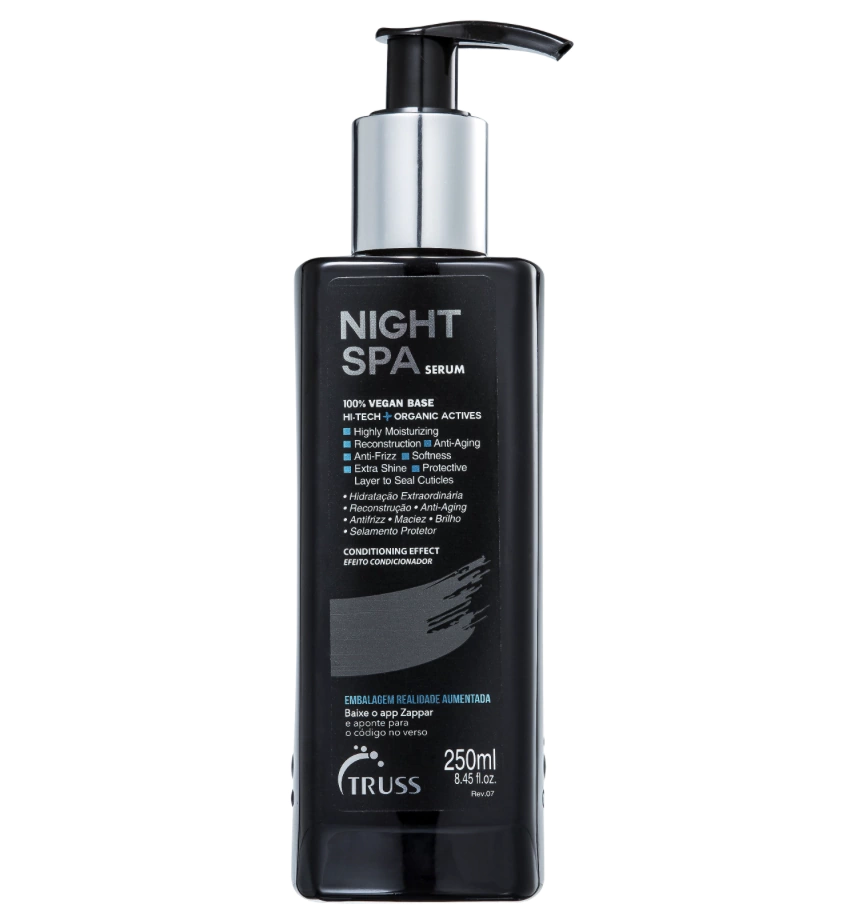 NIGHT
SPA SERUM
100% VEGAN BASE
HI-TECH + ORGANIC ACTIVES
Highly Moisturizing
Reconstruction Anti-Aging
Anti-Frizz Softness
Extra Shine Protective
Layer to Seal Cuticles
• Hidratação Extraordinária
• Reconstrução • Anti-Aging
• Antifrizz • Maciez • Brilho
• Selamento Protetor
CONDITIONING EFFECT
EFEITO CONDICIONADOR
EMBALAGEM REALIDADE AUMENTADA
Baixe o app Zappar
e aponte para
o código no verso
TRUSS
250ml
8.45 fl.oz.
Rev.07